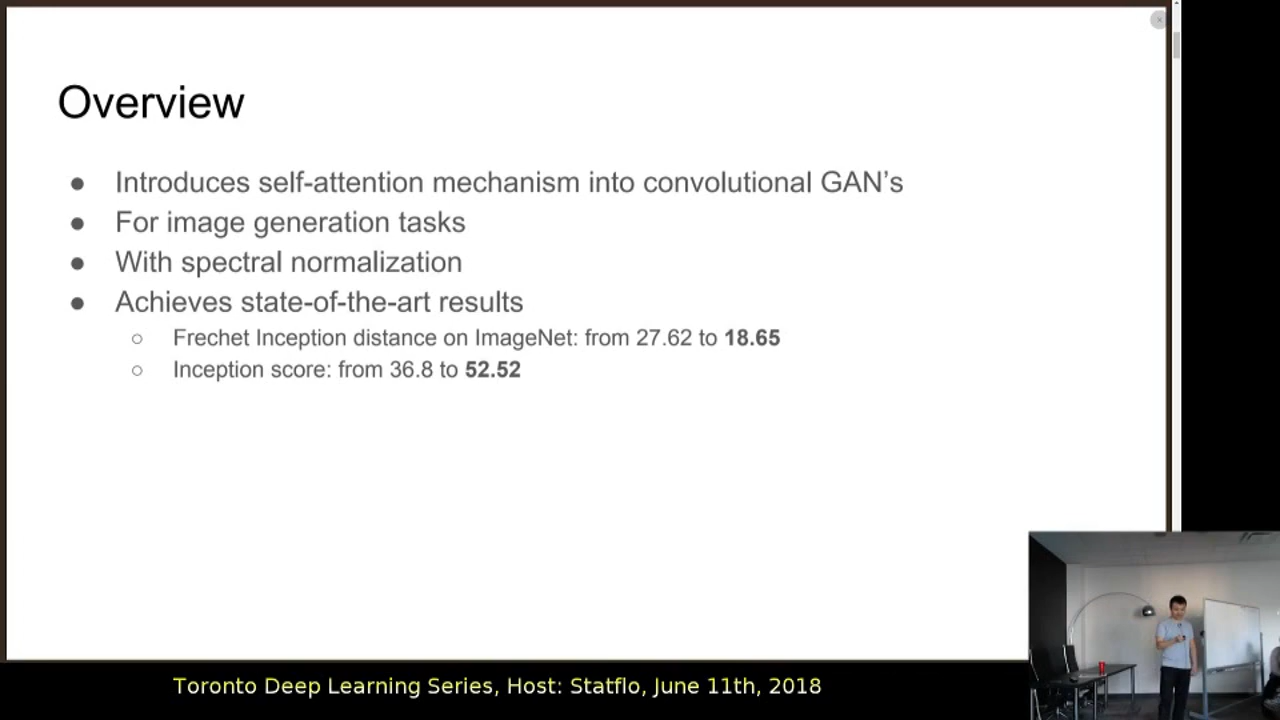 Overview
● Introduces self-attention mechanism into convolutional GAN’s
● For image generation tasks
● With spectral normalization
● Achieves state-of-the-art results
○ Frechet Inception distance on ImageNet: from 27.62 to 18.65
○ Inception score: from 36.8 to 52.52
Toronto Deep Learning Series, Host: Statflo, June 11th, 2018